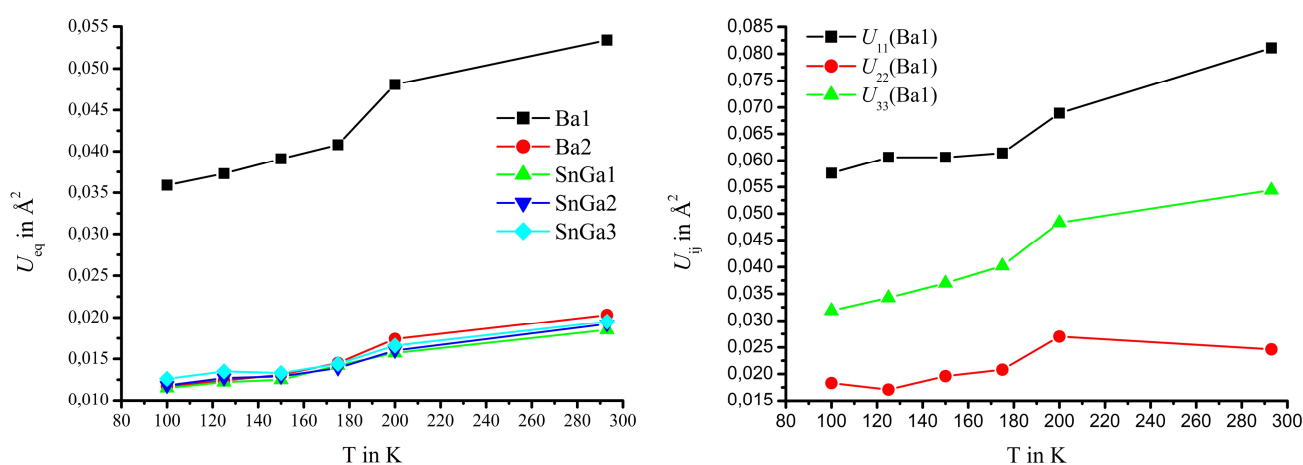 0,055
0,050
0,045
0,040
0,035
0,030
0,025
0,020
0,015
0,010
U_eq in Å²
80 100 120 140 160 180 200 220 240 260 280 300
T in K
Ba1
Ba2
SnGa1
SnGa2
SnGa3
0,085
0,080
0,075
0,070
0,065
0,060
0,055
0,050
0,045
0,040
0,035
0,030
0,025
0,020
0,015
U_ij in Å²
80 100 120 140 160 180 200 220 240 260 280 300
T in K
U₁₁(Ba1)
U₂₂(Ba1)
U₃₃(Ba1)